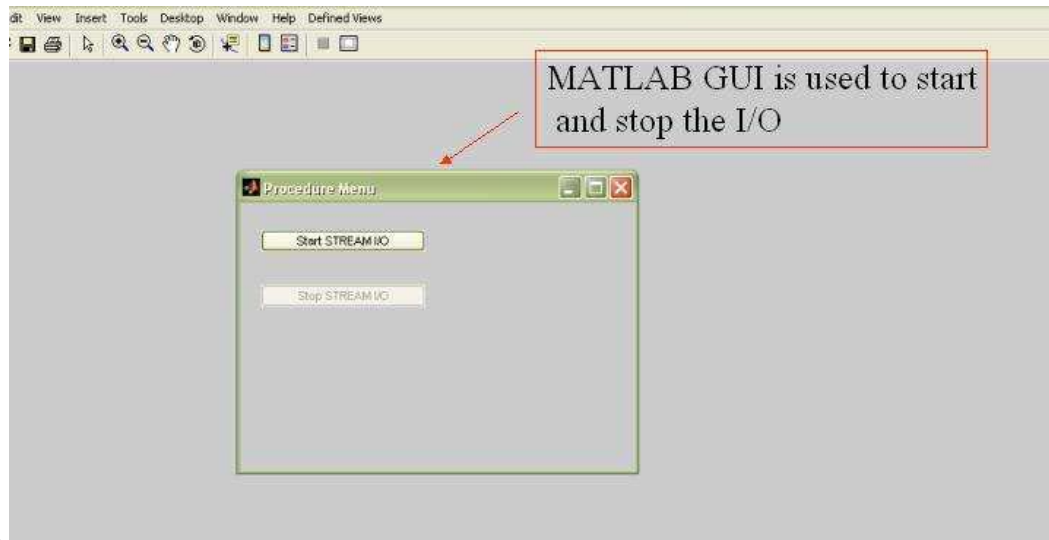 dit View Insert Tools Desktop Window Help Defined Views
MATLAB GUI is used to start
and stop the I/O
Procedure Menu
Start STREAM I/O
Stop STREAM I/O